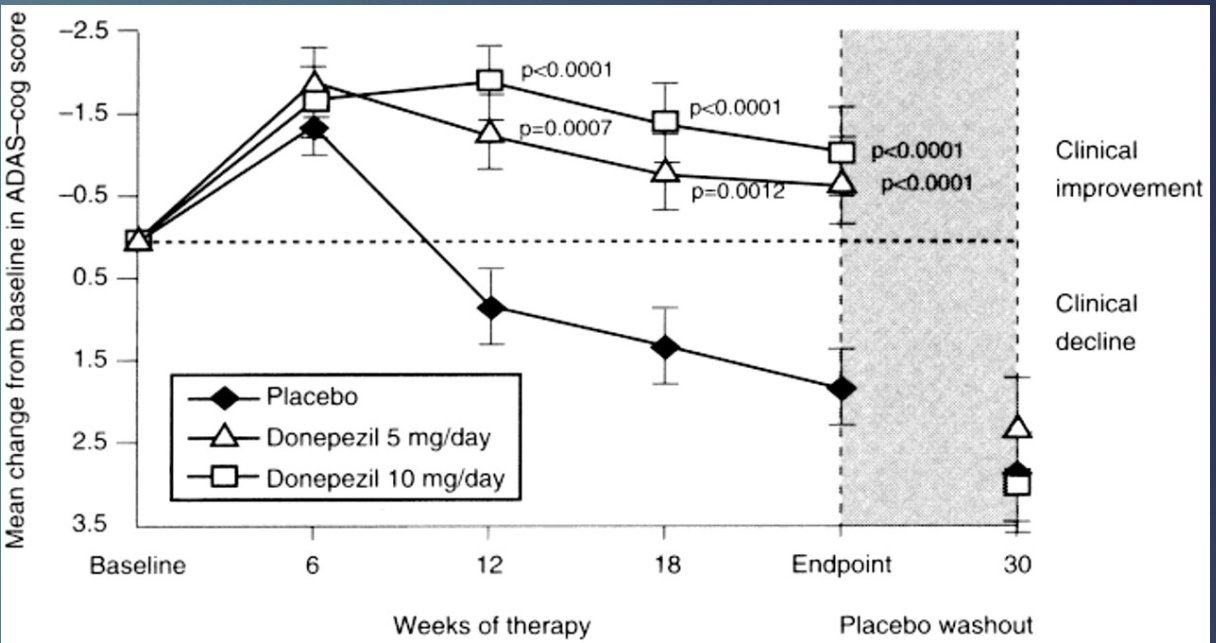 Mean change from baseline in ADAS–cog score
–2.5
–1.5
–0.5
0.5
1.5
2.5
3.5
p<0.0001
p=0.0007
p<0.0001
p=0.0012
p<0.0001
p<0.0001
Clinical
improvement
Clinical
decline
Placebo
Donepezil 5 mg/day
Donepezil 10 mg/day
Baseline 6 12 18 Endpoint 30
Weeks of therapy Placebo washout